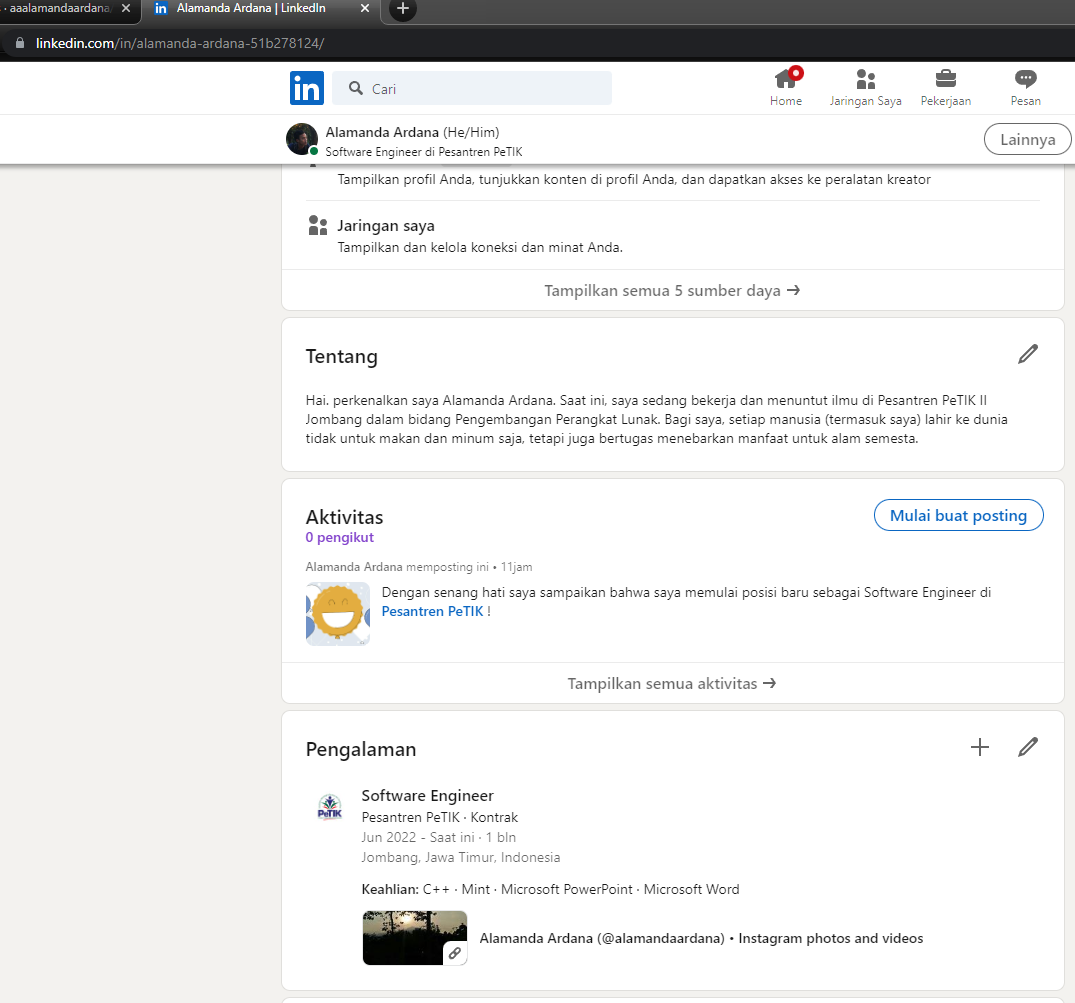 · aaalamandaardana
Alamanda Ardana | LinkedIn
linkedin.com/in/alamanda-ardana-51b278124/
in
Cari
Home
Jaringan Saya
Pekerjaan
Pesan
Alamanda Ardana (He/Him)
Software Engineer di Pesantren PeTIK
Lainnya
Tampilkan profil Anda, tunjukkan konten di profil Anda, dan dapatkan akses ke peralatan kreator
Jaringan saya
Tampilkan dan kelola koneksi dan minat Anda.
Tampilkan semua 5 sumber daya →
Tentang
Hai. perkenalkan saya Alamanda Ardana. Saat ini, saya sedang bekerja dan menuntut ilmu di Pesantren PeTIK II
Jombang dalam bidang Pengembangan Perangkat Lunak. Bagi saya, setiap manusia (termasuk saya) lahir ke dunia
tidak untuk makan dan minum saja, tetapi juga bertugas menebarkan manfaat untuk alam semesta.
Aktivitas
Mulai buat posting
0 pengikut
Alamanda Ardana memposting ini • 11jam
Dengan senang hati saya sampaikan bahwa saya memulai posisi baru sebagai Software Engineer di
Pesantren PeTIK !
Tampilkan semua aktivitas →
Pengalaman
PeTIK
Software Engineer
Pesantren PeTIK · Kontrak
Jun 2022 - Saat ini · 1 bln
Jombang, Jawa Timur, Indonesia
Keahlian: C++ · Mint · Microsoft PowerPoint · Microsoft Word
Alamanda Ardana (@alamandaardana) • Instagram photos and videos